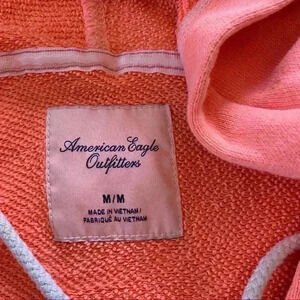 American Eagle
Outfitters
M/M
MADE IN VIETNAM/
FABRIQUÉ AU VIETNAM